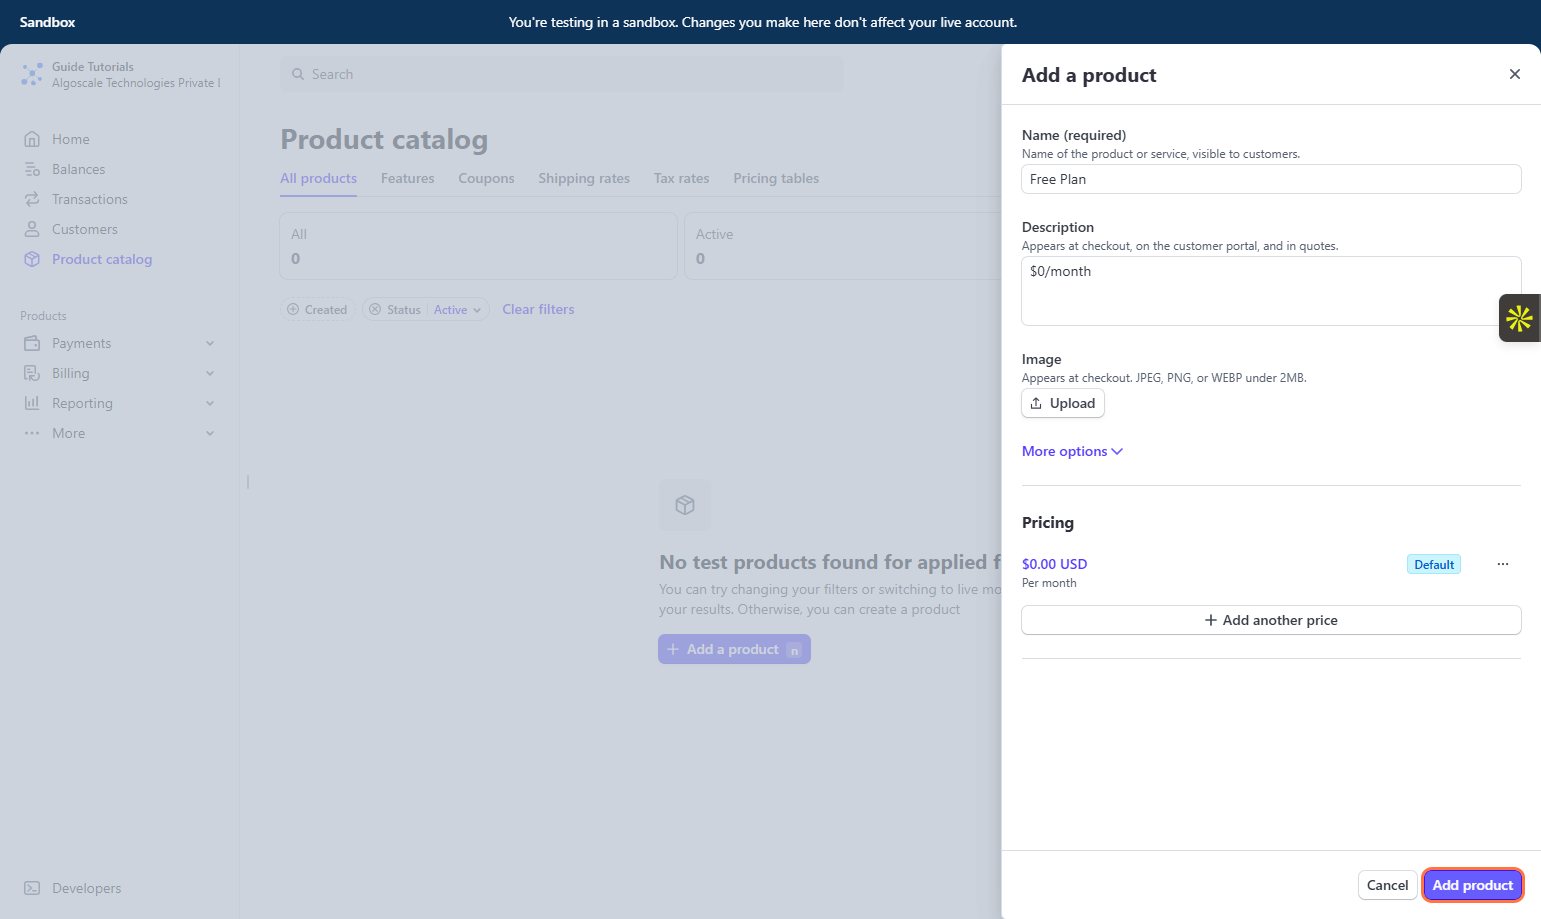 Sandbox
You're testing in a sandbox. Changes you make here don't affect your live account.
Guide Tutorials
Algoscale Technologies Private
Home
Balances
Transactions
Customers
Product catalog
Products
Payments
Billing
Reporting
More
Developers
Search
Product catalog
All products Features Coupons Shipping rates Tax rates Pricing tables
All
0
Active
0
Created Status Active Clear filters
No test products found for applied f
You can try changing your filters or switching to live mo
your results. Otherwise, you can create a product
Add a product n
Add a product
Name (required)
Name of the product or service, visible to customers.
Free Plan
Description
Appears at checkout, on the customer portal, and in quotes.
$0/month
Image
Appears at checkout. JPEG, PNG, or WEBP under 2MB.
Upload
More options
Pricing
$0.00 USD Default
Per month
+ Add another price
Cancel Add product